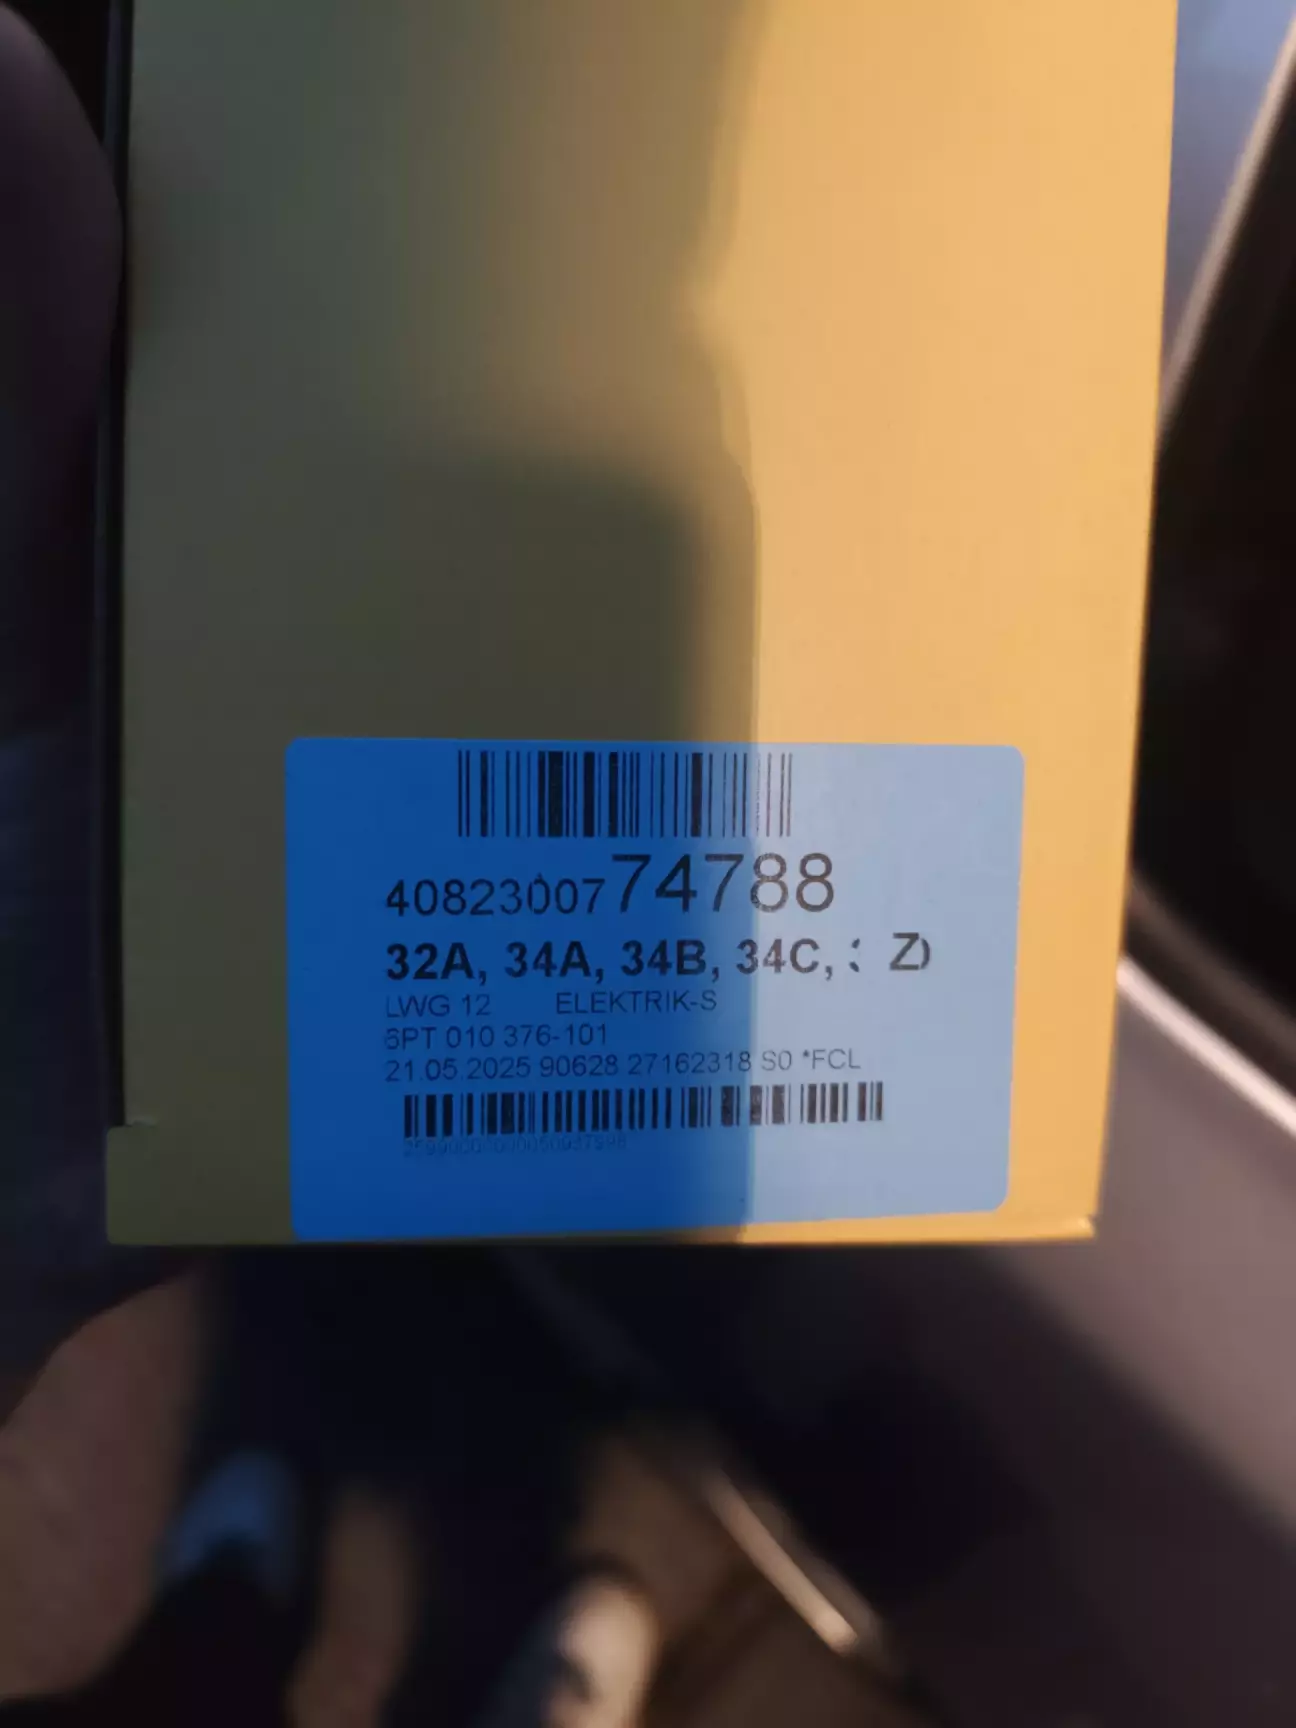 4082300774788
32A, 34A, 34B, 34C, Z)
LWG 12 ELEKTRIK-S
6PT 010 376-101
21.05.2025 90628 27162318 S0 *FCL